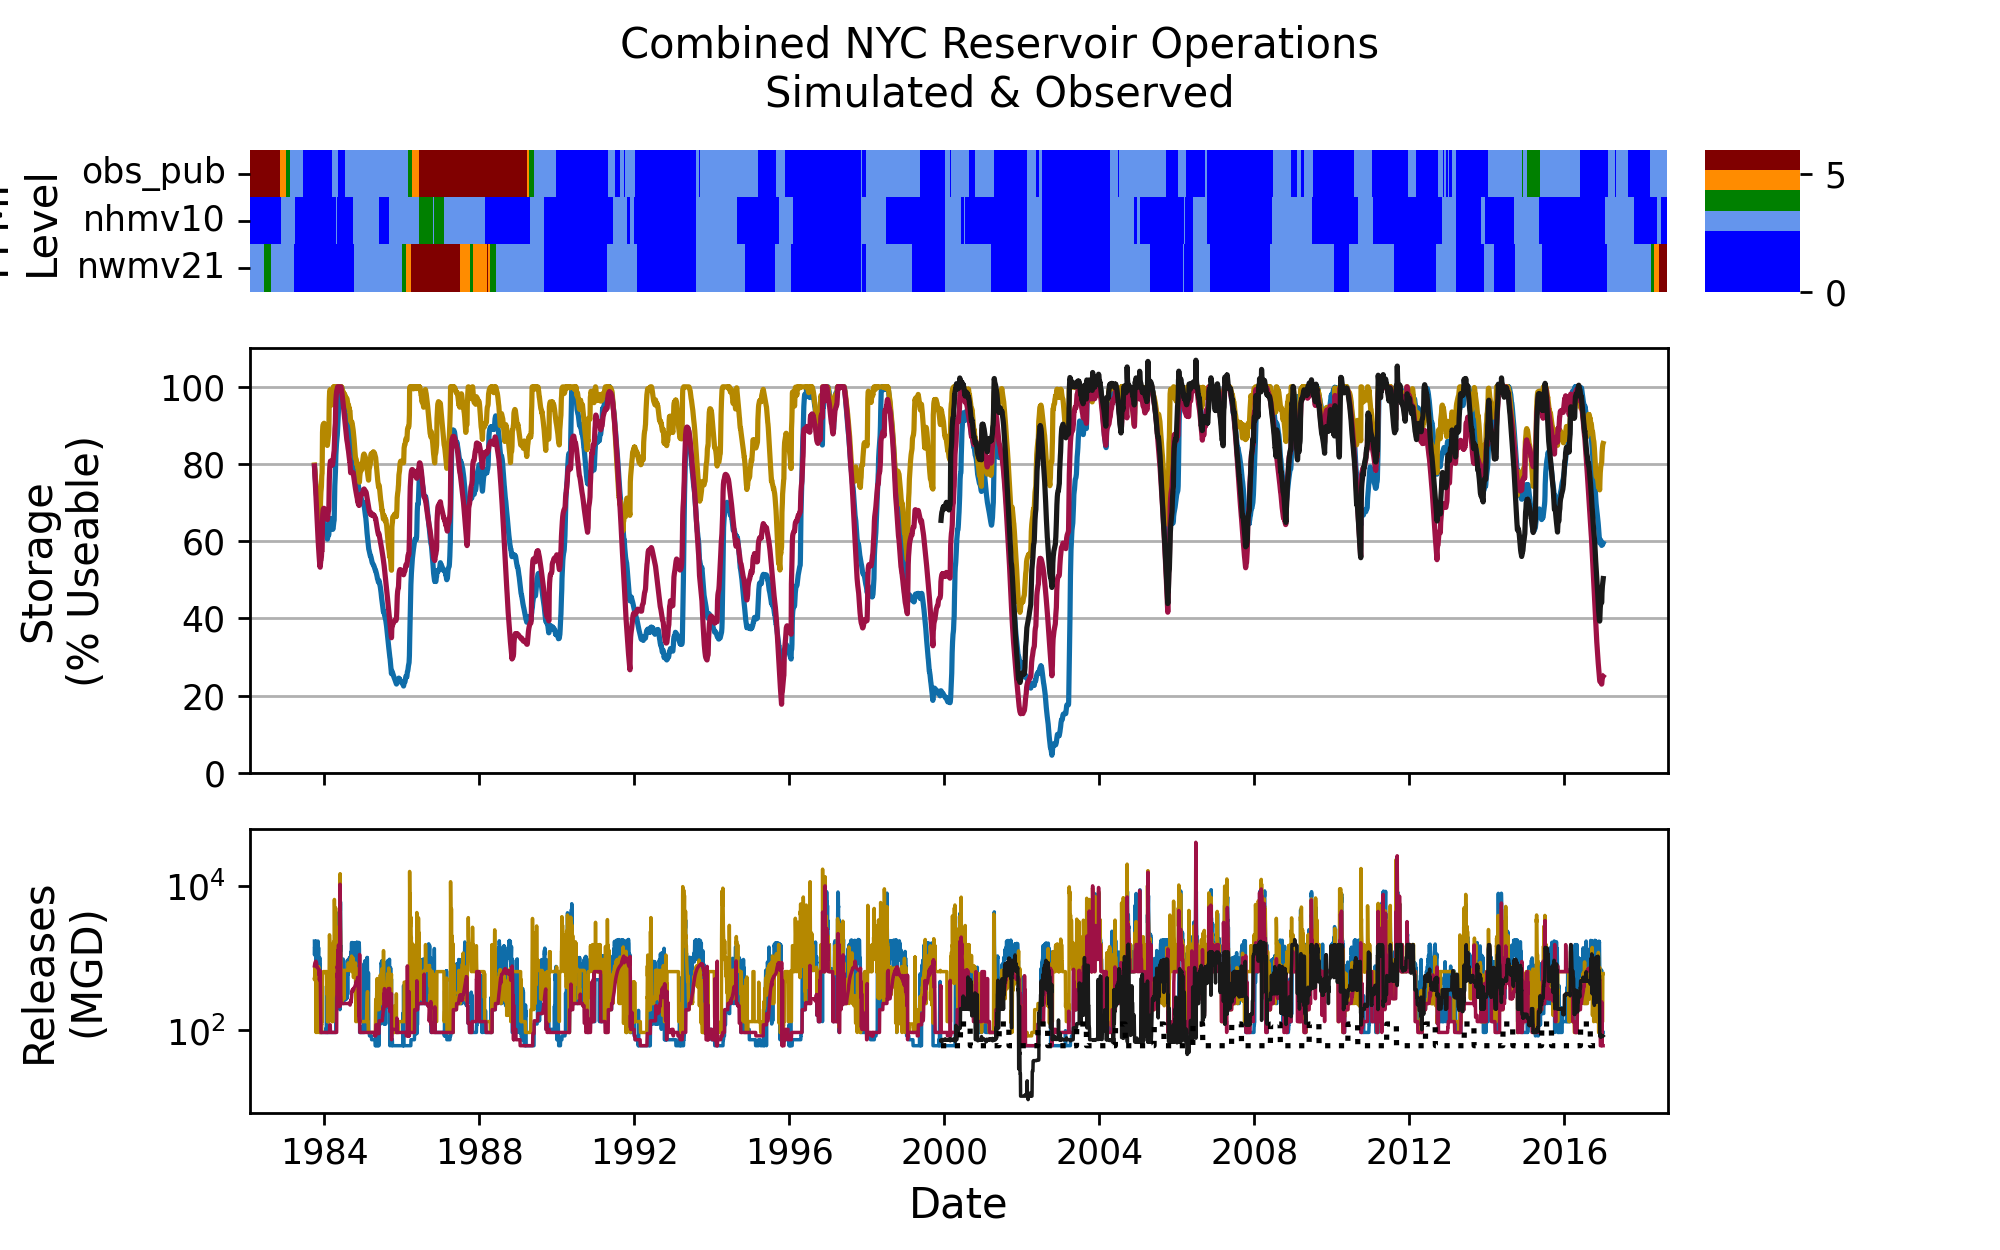 Combined NYC Reservoir Operations
Simulated & Observed
Level
obs_pub
nhmv10
nwmv21
5
0
Storage
(% Useable)
100
80
60
40
20
0
Releases
(MGD)
10^4
10^2
1984 1988 1992 1996 2000 2004 2008 2012 2016
Date